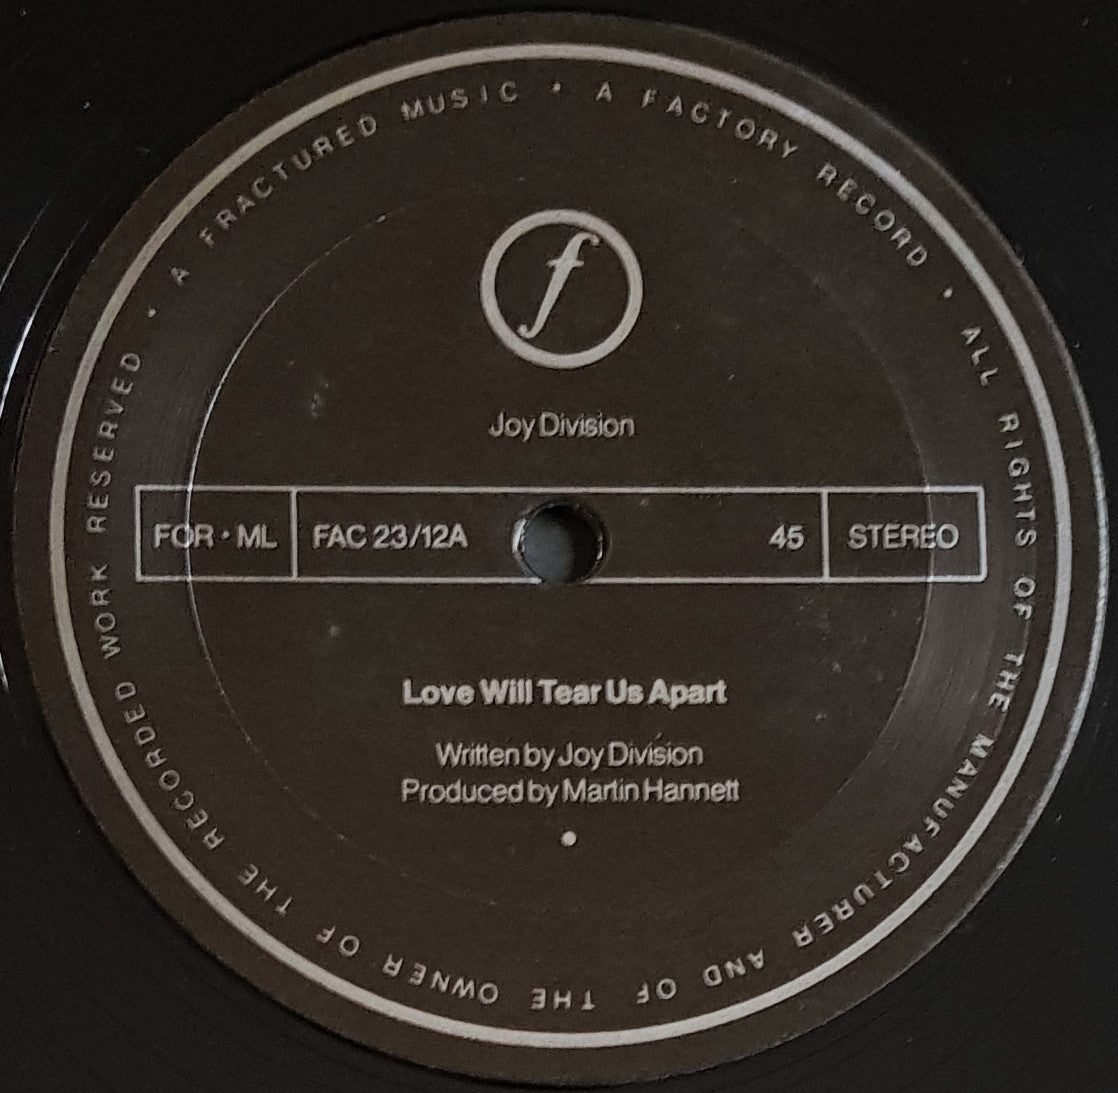 A FRACTURED MUSIC • A FACTORY RECORD • ALL RIGHTS OF THE MANUFACTURER AND OF THE OWNER OF THE RECORDED WORK RESERVED •
f
Joy Division
FOR • ML FAC 23/12A 45 STEREO
Love Will Tear Us Apart
Written by Joy Division
Produced by Martin Hannett